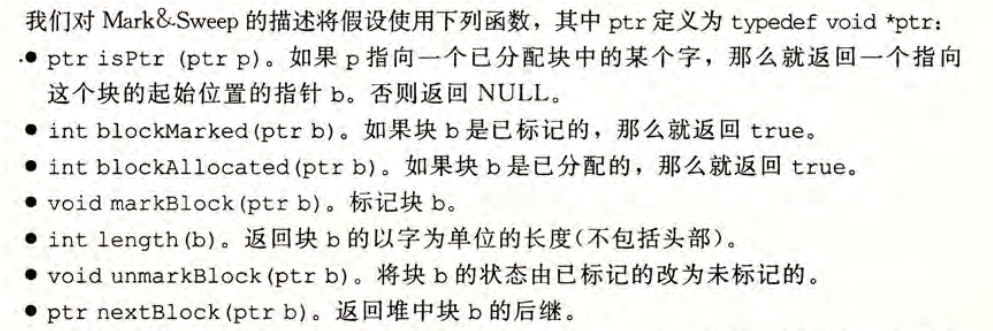 我们对 Mark&Sweep 的描述将假设使用下列函数，其中 ptr 定义为 typedef void *ptr:
● ptr isPtr (ptr p)。如果 p 指向一个已分配块中的某个字，那么就返回一个指向
这个块的起始位置的指针 b。否则返回 NULL。
● int blockMarked(ptr b)。如果块 b 是已标记的，那么就返回 true。
● int blockAllocated(ptr b)。如果块 b 是已分配的，那么就返回 true。
● void markBlock(ptr b)。标记块 b。
● int length(b)。返回块 b 的以字为单位的长度(不包括头部)。
● void unmarkBlock(ptr b)。将块 b 的状态由已标记的改为未标记的。
● ptr nextBlock(ptr b)。返回堆中块 b 的后继。